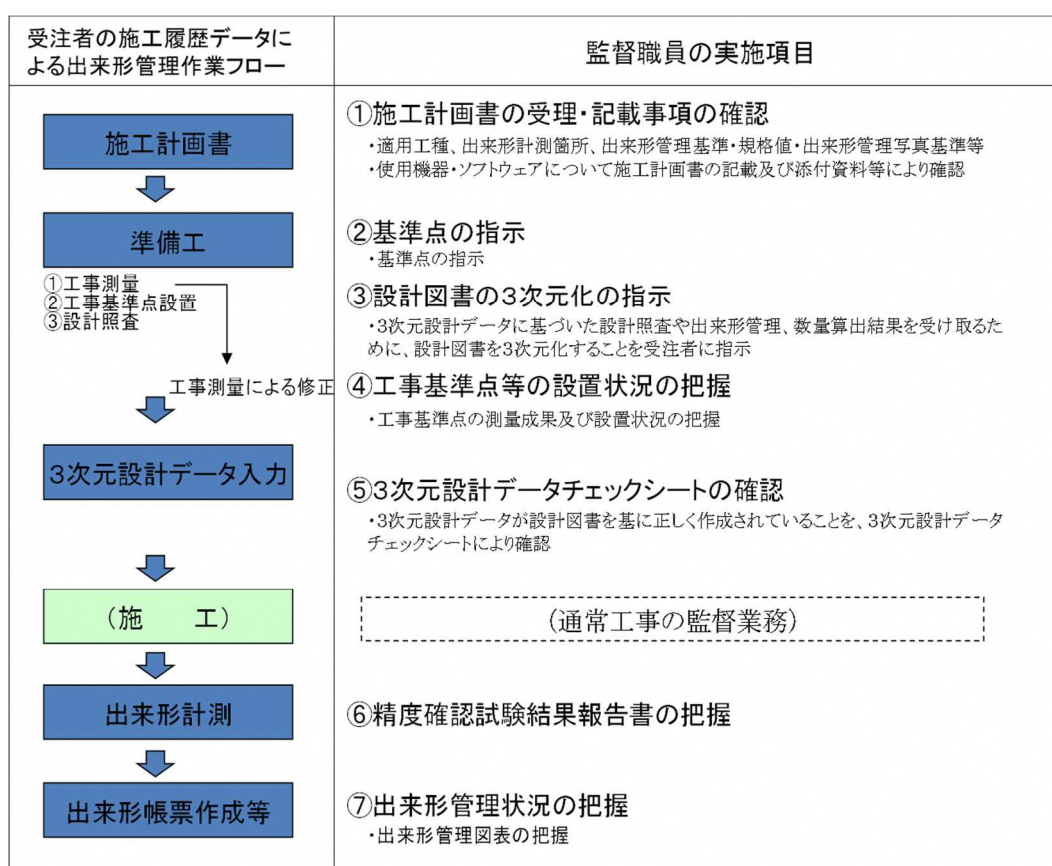 受注者の施工履歴データに
よる出来形管理作業フロー
監督職員の実施項目
施工計画書
準備工
①工事測量
②工事基準点設置
③設計照査
工事測量による修正
3次元設計データ入力
(施　　工)
出来形計測
出来形帳票作成等
①施工計画書の受理・記載事項の確認
・適用工種、出来形計測箇所、出来形管理基準・規格値・出来形管理写真基準等
・使用機器・ソフトウェアについて施工計画書の記載及び添付資料等により確認
②基準点の指示
・基準点の指示
③設計図書の3次元化の指示
・3次元設計データに基づいた設計照査や出来形管理、数量算出結果を受け取るた
めに、設計図書を3次元化することを受注者に指示
④工事基準点等の設置状況の把握
・工事基準点の測量成果及び設置状況の把握
⑤3次元設計データチェックシートの確認
・3次元設計データが設計図書を基に正しく作成されていることを、3次元設計データ
チェックシートにより確認
(通常工事の監督業務)
⑥精度確認試験結果報告書の把握
⑦出来形管理状況の把握
・出来形管理図表の把握